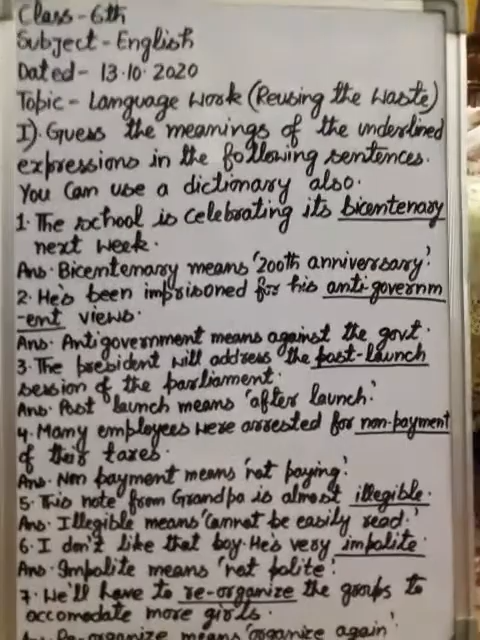 Class-6th
Subject-English
Dated-13.10.2020
Topic-Language Work (Reusing the Waste)
I). Guess the meanings of the underlined
expressions in the following sentences.
You Can use a dictionary also.
1. The school is celebrating its bicentenary
next week.
Ans. Bicentenary means '200th anniversary'.
2. He's been imprisoned for his anti-governm
-ent views.
Ans. Antigovernment means against the govt.
3. The president will address the post-launch
session of the parliament.
Ans. Post launch means 'after launch.'
4. Many employees were arrested for non-payment
of their taxes.
Ans. Non payment means 'not paying'.
5. This note from Grandpa is almost illegible.
Ans. Illegible means 'Cannot be easily read.'
6. I don't like that boy. He's very impolite.
Ans. Impolite means 'not polite'.
7. We'll have to re-organize the groups to
accomodate more girls.
Re-organize means 'organize again'